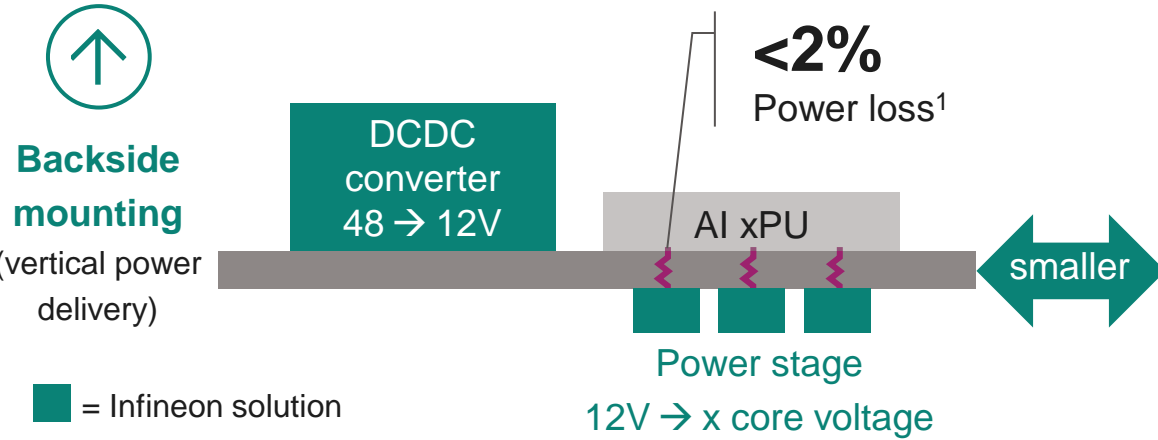 <2%
Power loss¹
Backside
mounting
(vertical power
delivery)
DCDC
converter
48 → 12V
AI xPU
smaller
Power stage
12V → x core voltage
= Infineon solution